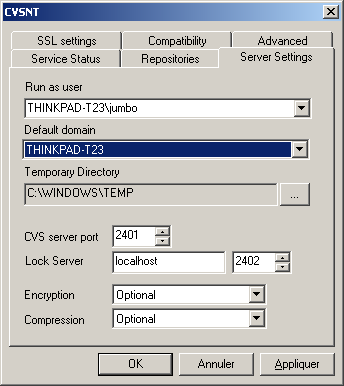 CVSNT
SSL settings Compatibility Advanced
Service Status Repositories Server Settings
Run as user
THINKPAD-T23\jumbo
Default domain
THINKPAD-T23
Temporary Directory
C:\WINDOWS\TEMP ...
CVS server port 2401
Lock Server localhost 2402
Encryption Optional
Compression Optional
OK Annuler Appliquer